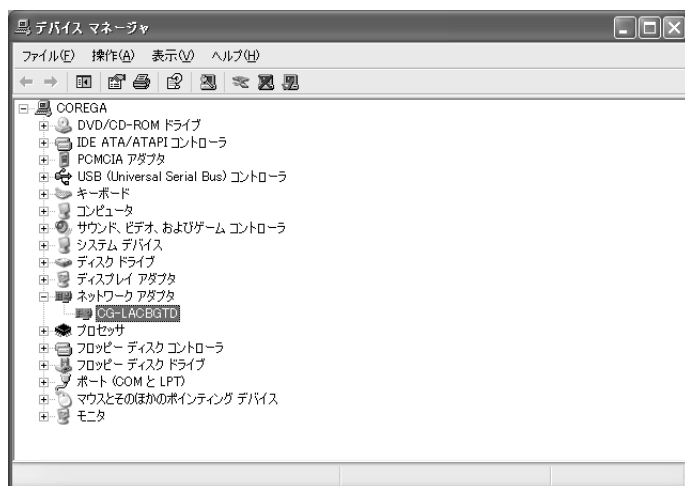 デバイス マネージャ
ファイル(F) 操作(A) 表示(V) ヘルプ(H)
COREGA
DVD/CD-ROM ドライブ
IDE ATA/ATAPI コントローラ
PCMCIA アダプタ
USB (Universal Serial Bus) コントローラ
キーボード
コンピュータ
サウンド、ビデオ、およびゲーム コントローラ
システム デバイス
ディスク ドライブ
ディスプレイ アダプタ
ネットワーク アダプタ
CG-LACBGTD
プロセッサ
フロッピー ディスク コントローラ
フロッピー ディスク ドライブ
ポート (COM と LPT)
マウスとそのほかのポインティング デバイス
モニタ